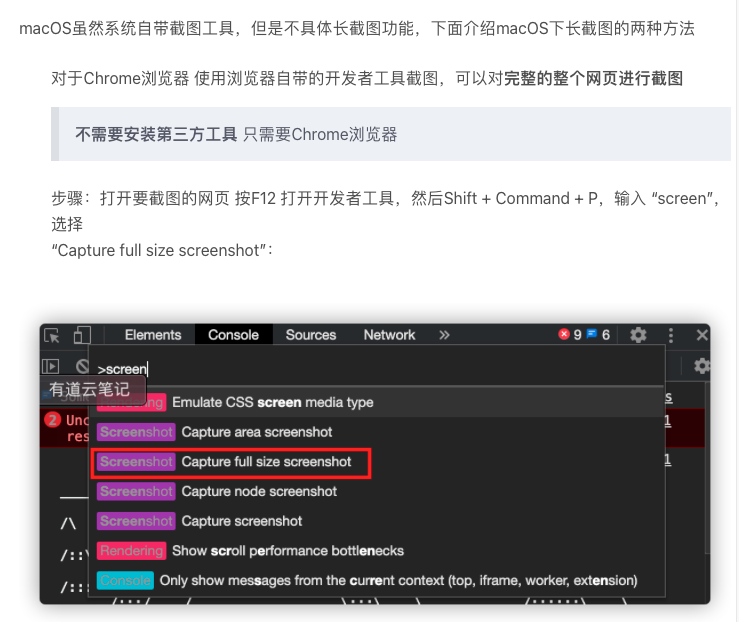 macOS虽然系统自带截图工具，但是不具体长截图功能，下面介绍macOS下长截图的两种方法
对于Chrome浏览器 使用浏览器自带的开发者工具截图，可以对完整的整个网页进行截图
不需要安装第三方工具 只需要Chrome浏览器
步骤：打开要截图的网页 按F12 打开开发者工具，然后Shift + Command + P，输入 “screen”，
选择
“Capture full size screenshot”：
Elements Console Sources Network » 9 6
>screen
有道云笔记
Rendering Emulate CSS screen media type
Screenshot Capture area screenshot
2 Unc
res
1
Screenshot Capture full size screenshot
1
Screenshot Capture node screenshot
Screenshot Capture screenshot
Rendering Show scroll performance bottlenecks
Console Only show messages from the current context (top, iframe, worker, extension)